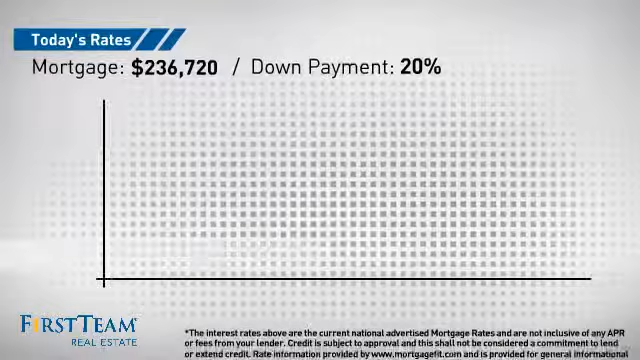 Today's Rates
Mortgage: $236,720 / Down Payment: 20%
FIRSTTEAM®
REAL ESTATE
*The interest rates above are the current national advertised Mortgage Rates and are not inclusive of any APR
or fees from your lender. Credit is subject to approval and this shall not be considered a commitment to lend
or extend credit. Rate information provided by www.mortgagefit.com and is provided for general informational